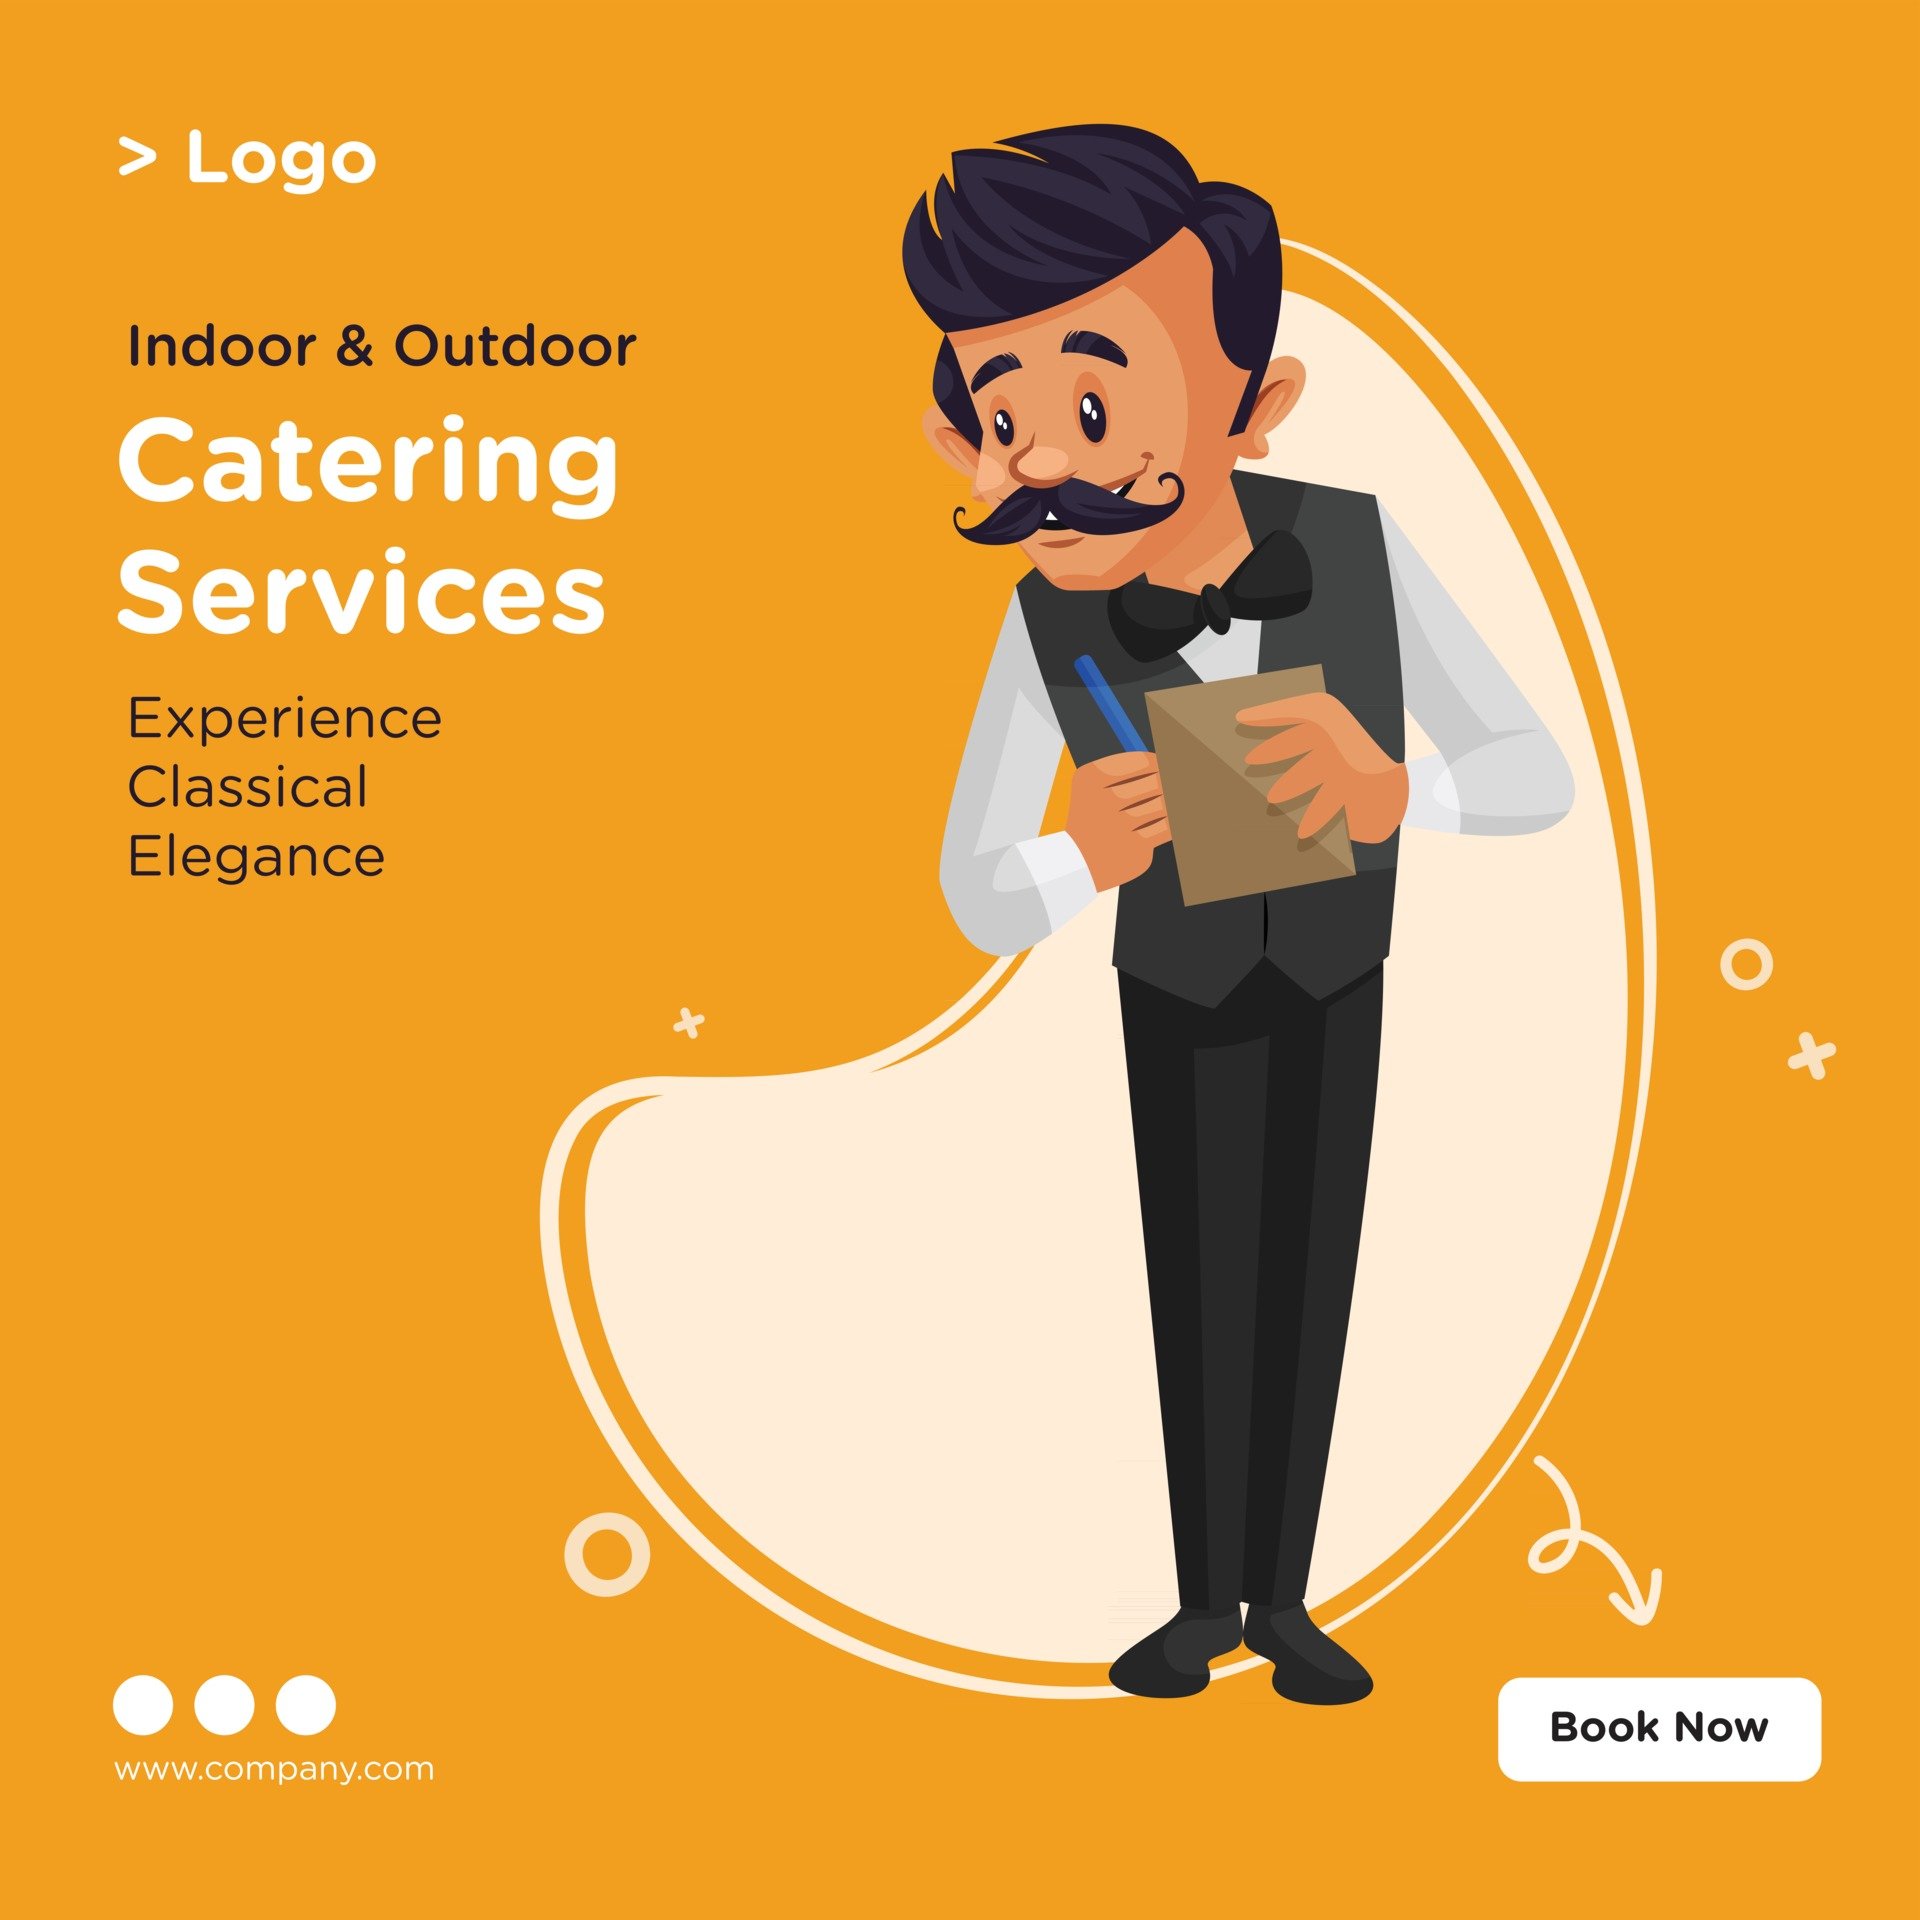 > Logo
Indoor & Outdoor
Catering
Services
Experience
Classical
Elegance
www.company.com
Book Now